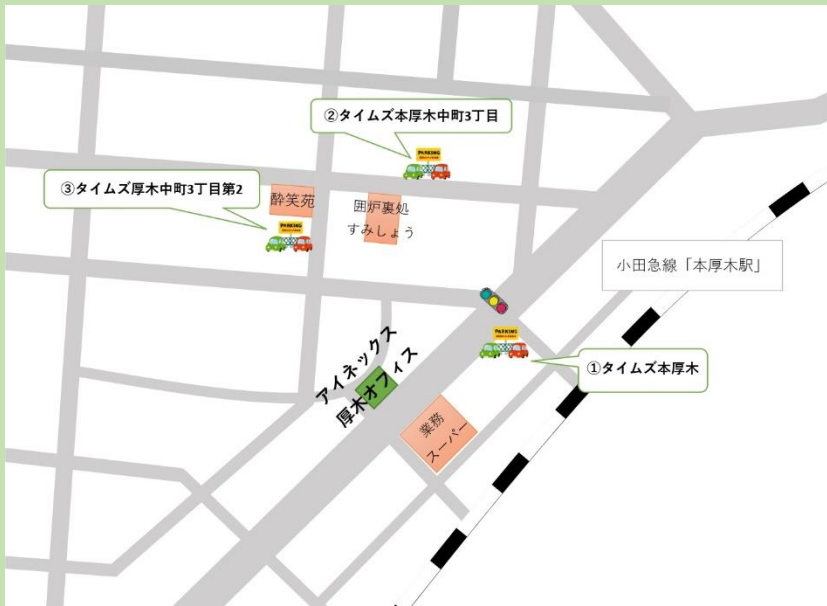 ②タイムズ本厚木中町3丁目
PARKING
③タイムズ厚木中町3丁目第2
酔笑苑
囲炉裏処
すみしょう
PARKING
小田急線「本厚木駅」
PARKING
①タイムズ本厚木
アイネックス
厚木オフィス
業務
スーパー